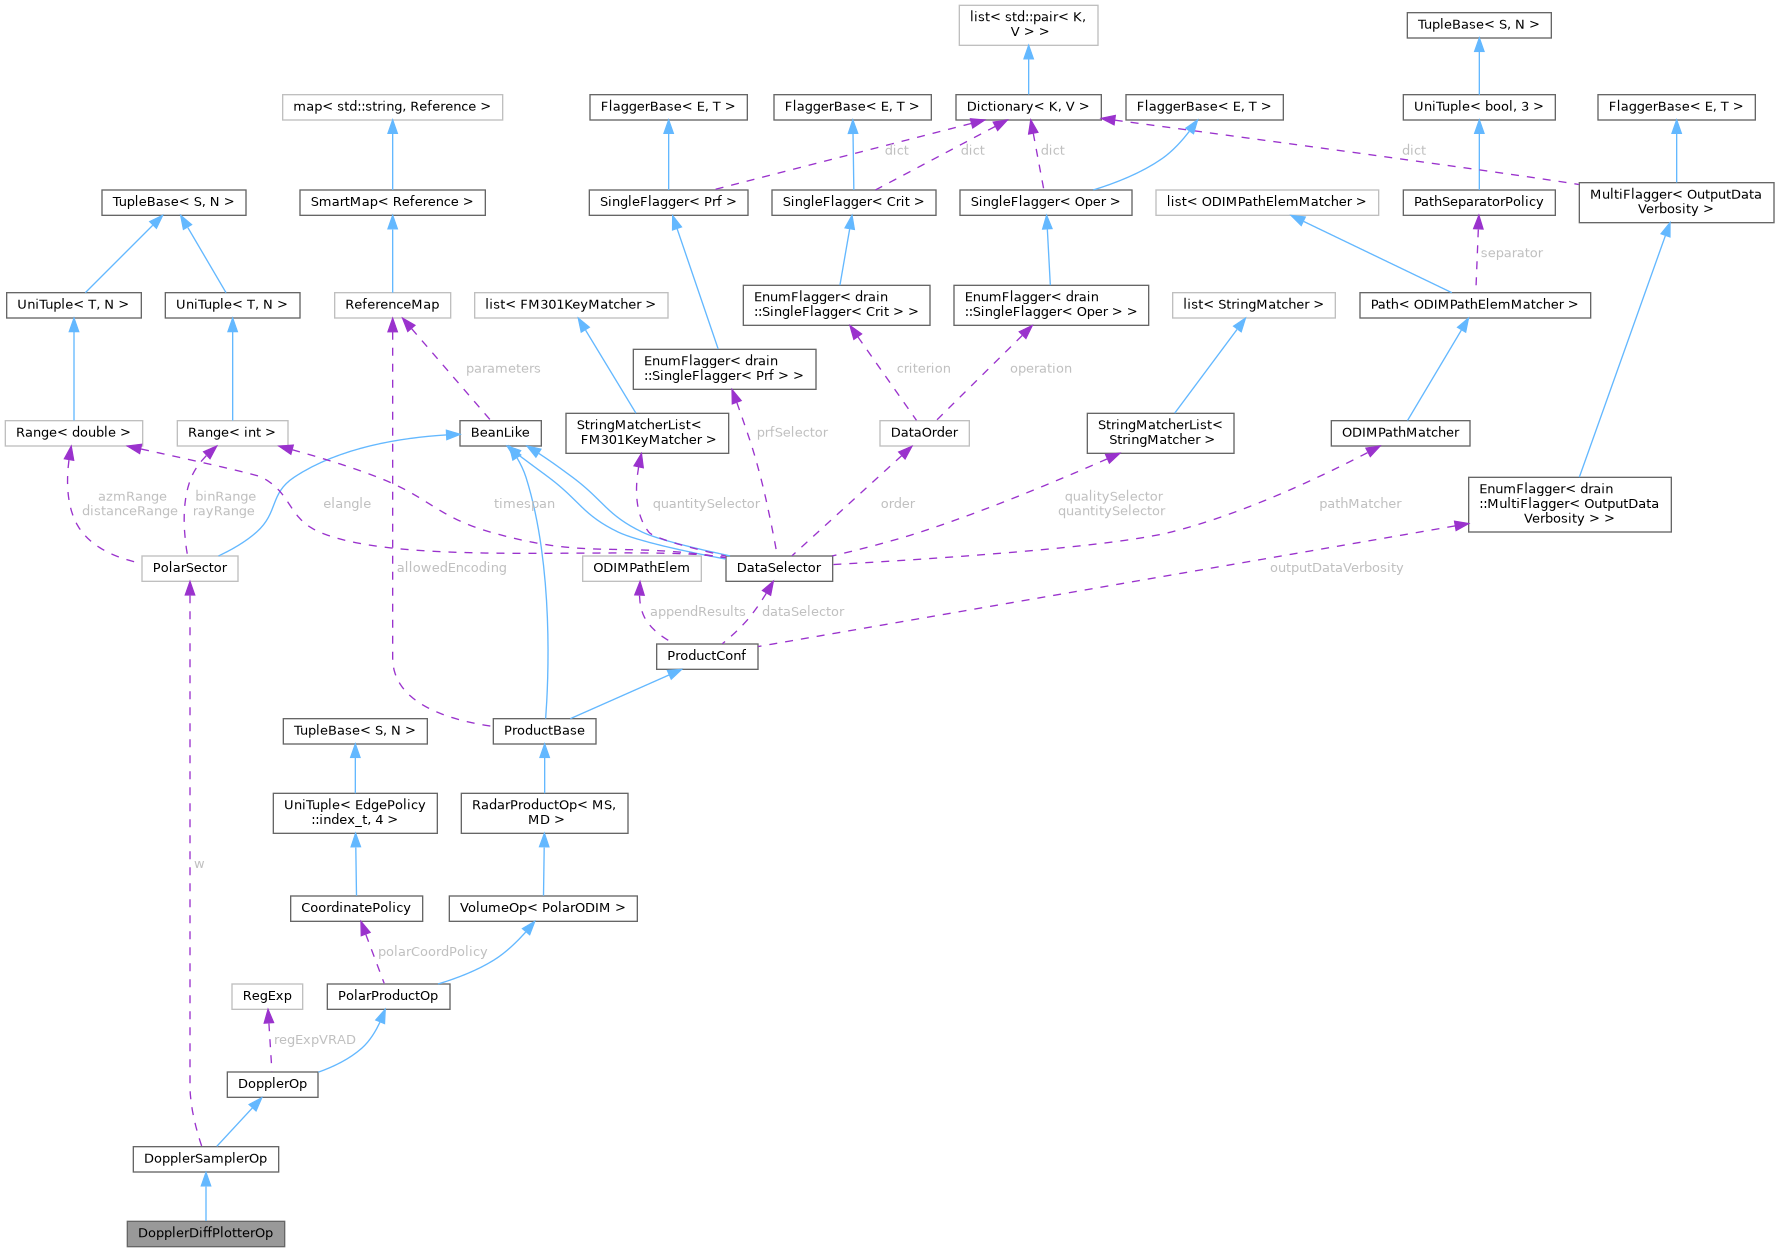 list< std::pair< K,
V > >
TupleBase< S, N >
map< std::string, Reference >
FlaggerBase< E, T >
FlaggerBase< E, T >
Dictionary< K, V >
FlaggerBase< E, T >
UniTuple< bool, 3 >
FlaggerBase< E, T >
dict
dict
dict
dict
TupleBase< S, N >
SmartMap< Reference >
SingleFlagger< Prf >
SingleFlagger< Crit >
SingleFlagger< Oper >
list< ODIMPathElemMatcher >
PathSeparatorPolicy
MultiFlagger< OutputData
Verbosity >
separator
UniTuple< T, N >
UniTuple< T, N >
ReferenceMap
list< FM301KeyMatcher >
EnumFlagger< drain
::SingleFlagger< Crit > >
EnumFlagger< drain
::SingleFlagger< Oper > >
list< StringMatcher >
Path< ODIMPathElemMatcher >
parameters
EnumFlagger< drain
::SingleFlagger< Prf > >
criterion
operation
Range< double >
Range< int >
BeanLike
StringMatcherList<
FM301KeyMatcher >
prfSelector
DataOrder
StringMatcherList<
StringMatcher >
ODIMPathMatcher
azmRange
distanceRange
binRange
rayRange
elangle
timespan
quantitySelector
order
qualitySelector
quantitySelector
pathMatcher
EnumFlagger< drain
::MultiFlagger< OutputData
Verbosity > >
PolarSector
allowedEncoding
ODIMPathElem
DataSelector
outputDataVerbosity
appendResults
dataSelector
ProductConf
TupleBase< S, N >
ProductBase
UniTuple< EdgePolicy
::index_t, 4 >
RadarProductOp< MS,
MD >
w
CoordinatePolicy
VolumeOp< PolarODIM >
polarCoordPolicy
RegExp
PolarProductOp
regExpVRAD
DopplerOp
DopplerSamplerOp
DopplerDiffPlotterOp